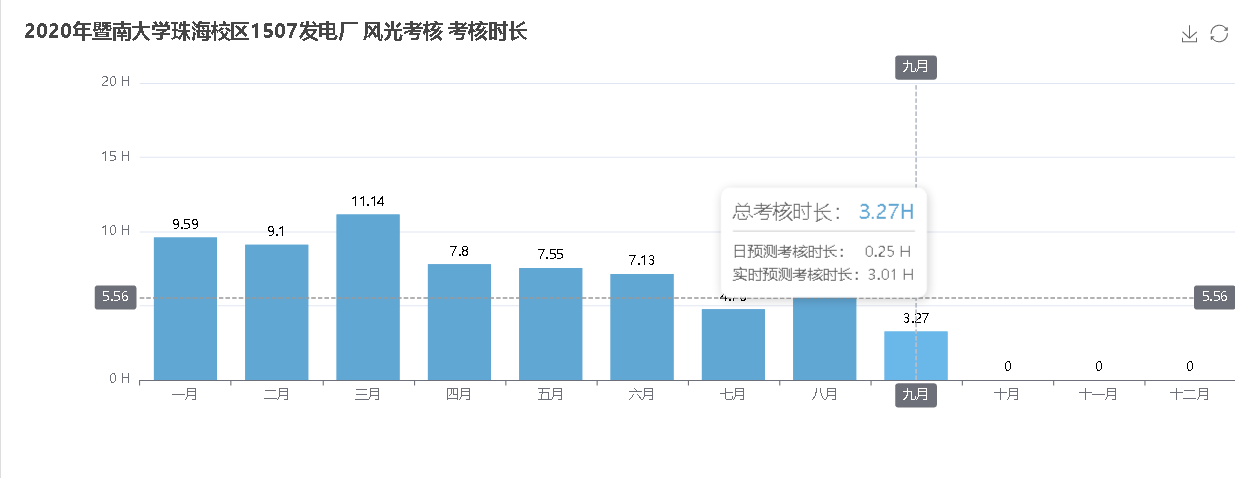 2020年暨南大学珠海校区1507发电厂 风光考核 考核时长
九月
20 H
15 H
10 H
0 H
9.59
9.1
11.14
7.8
7.55
7.13
3.27
0
0
0
总考核时长： 3.27H
日预测考核时长： 0.25 H
实时预测考核时长：3.01 H
5.56
5.56
一月
二月
三月
四月
五月
六月
七月
八月
九月
十月
十一月
十二月